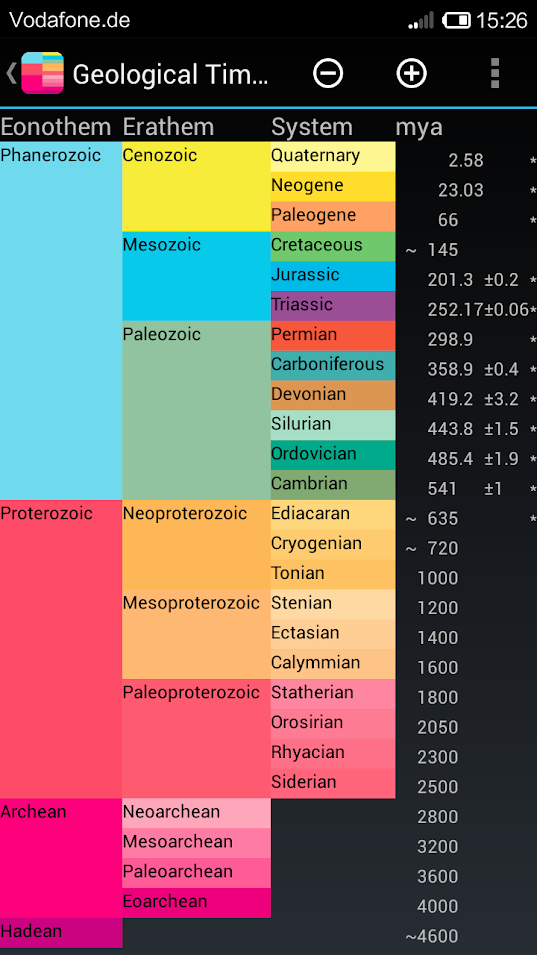 Vodafone.de 15:26
Geological Tim...
Eonothem Erathem System mya
Phanerozoic Cenozoic Quaternary 2.58 *
Neogene 23.03 *
Paleogene 66 *
Mesozoic Cretaceous ~ 145
Jurassic 201.3 ±0.2 *
Triassic 252.17±0.06*
Paleozoic Permian 298.9 *
Carboniferous 358.9 ±0.4 *
Devonian 419.2 ±3.2 *
Silurian 443.8 ±1.5 *
Ordovician 485.4 ±1.9 *
Cambrian 541 ±1 *
Proterozoic Neoproterozoic Ediacaran ~ 635 *
Cryogenian ~ 720
Tonian 1000
Mesoproterozoic Stenian 1200
Ectasian 1400
Calymmian 1600
Paleoproterozoic Statherian 1800
Orosirian 2050
Rhyacian 2300
Siderian 2500
Archean Neoarchean 2800
Mesoarchean 3200
Paleoarchean 3600
Eoarchean 4000
Hadean ~4600